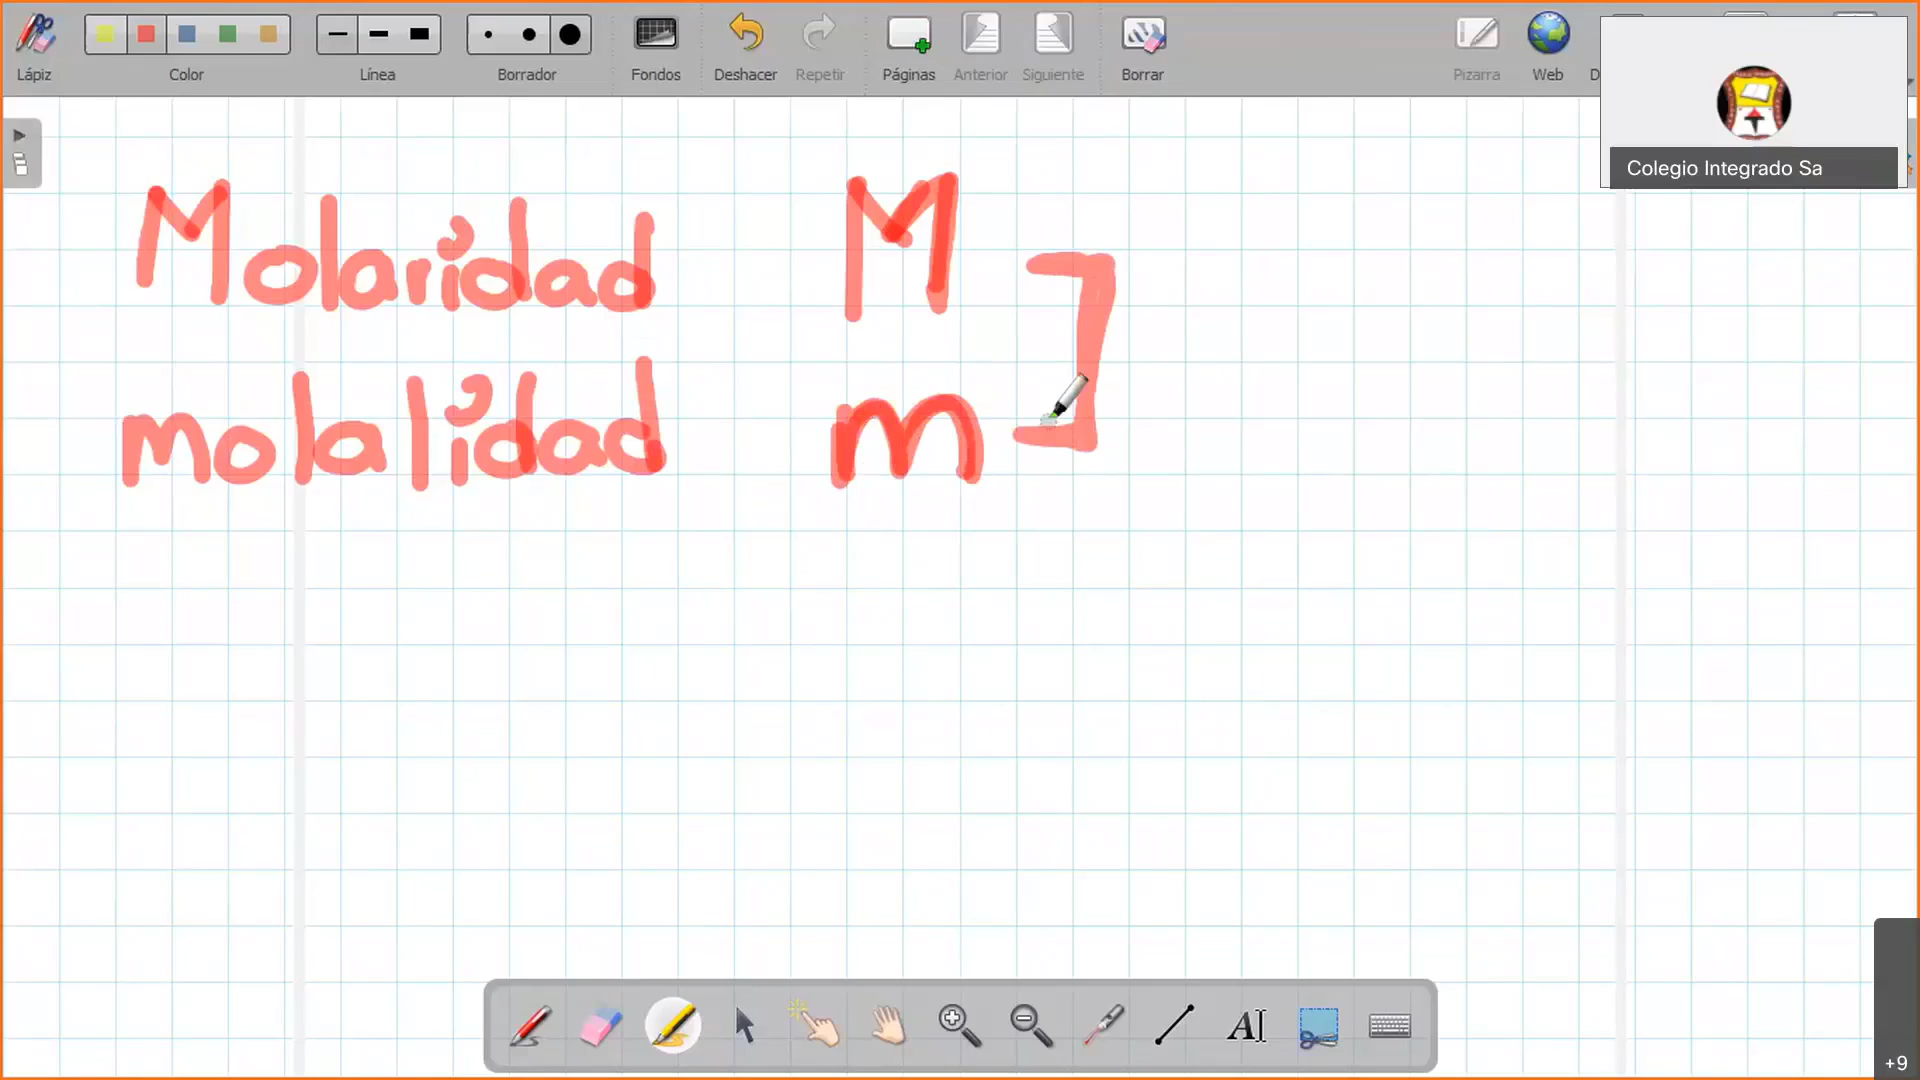 Lápiz Color Línea Borrador Fondos Deshacer Repetir Páginas Anterior Siguiente Borrar Pizarra Web D
Colegio Integrado Sa
Molaridad M
molalidad m
+9